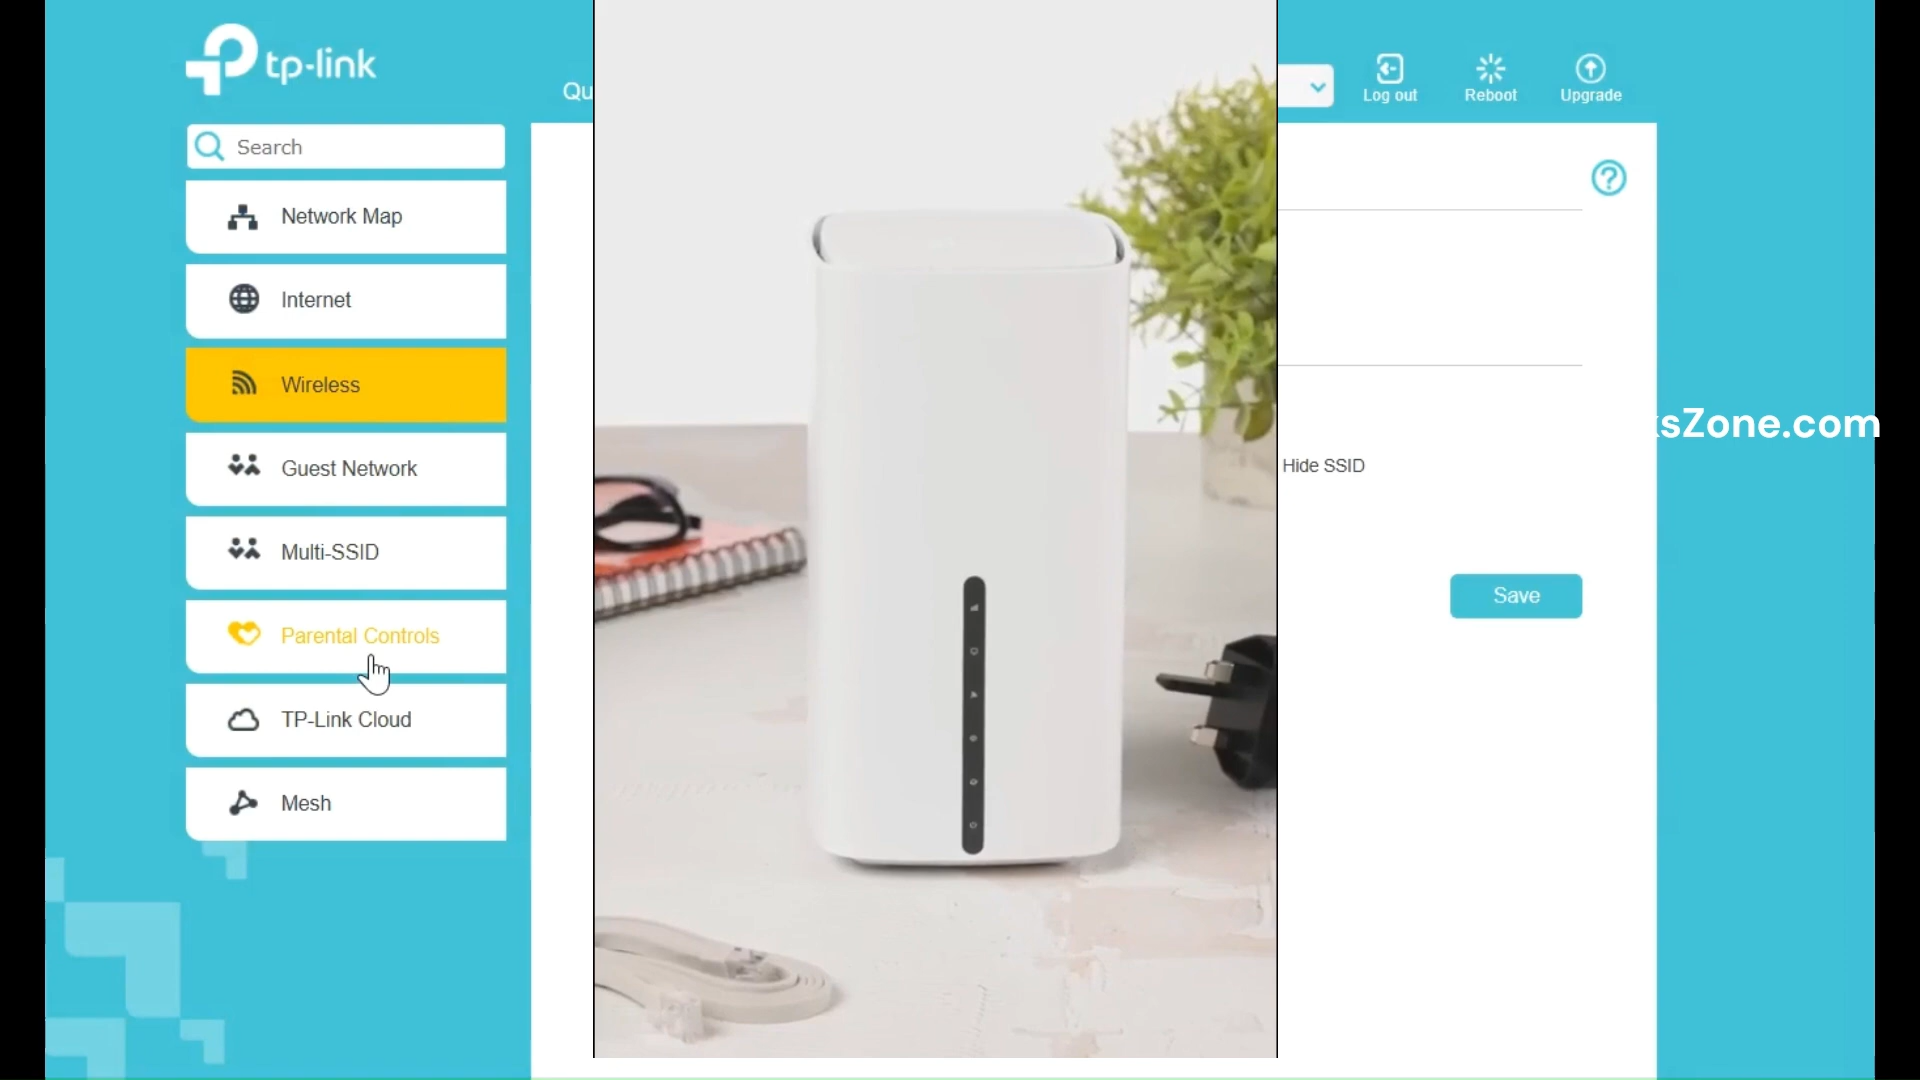 tp-link
Qu
Log out
Reboot
Upgrade
Search
Network Map
Internet
Wireless
Guest Network
Multi-SSID
Parental Controls
TP-Link Cloud
Mesh
?
Hide SSID
Save
sZone.com